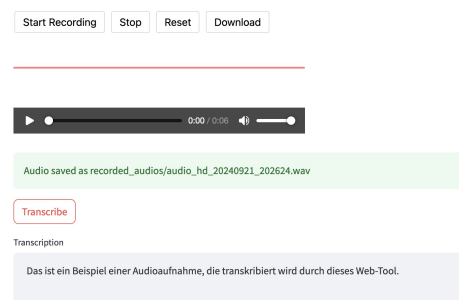 Start Recording Stop Reset Download
0:00 / 0:06
Audio saved as recorded_audios/audio_hd_20240921_202624.wav
Transcribe
Transcription
Das ist ein Beispiel einer Audioaufnahme, die transkribiert wird durch dieses Web-Tool.